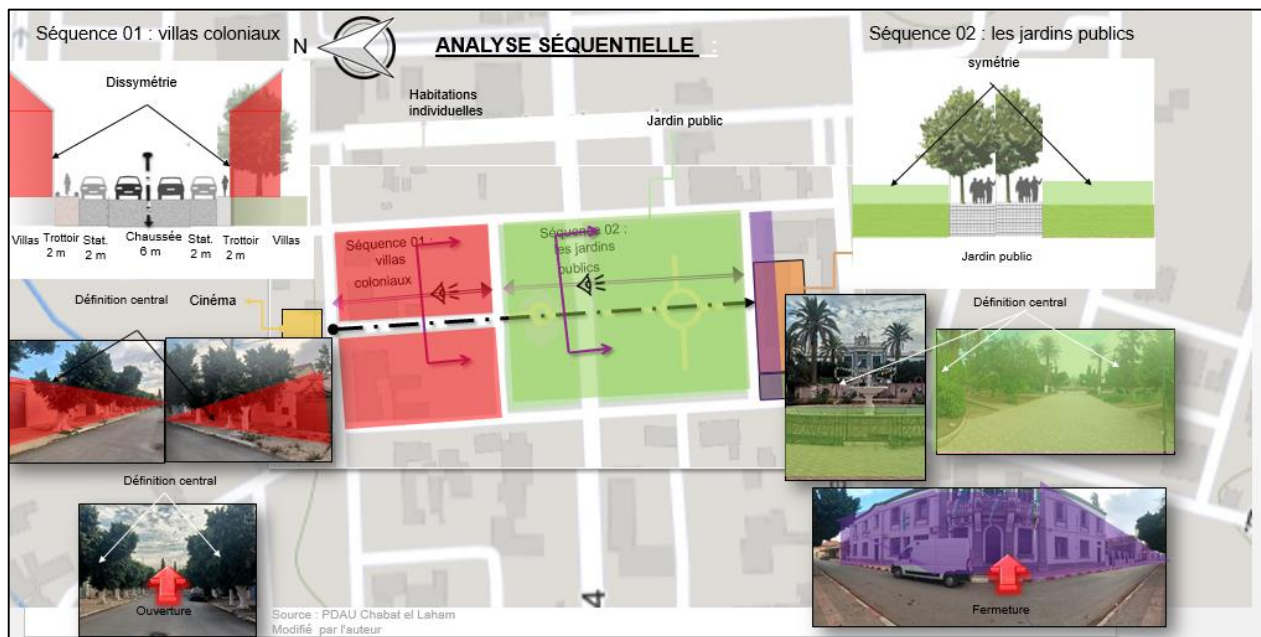 Séquence 01 : villas coloniaux
N
ANALYSE SÉQUENTIELLE :
Séquence 02 : les jardins publics
Dissymétrie
symétrie
Habitations
individuelles
Jardin public
Villas
Trottoir
2 m
Stat.
2 m
Chaussée
6 m
Stat.
2 m
Trottoir
2 m
Villas
Jardin public
Séquence 01 :
villas
coloniaux
Séquence 02 :
les jardins
publics
Définition central
Cinéma
Définition central
Définition central
Ouverture
Fermeture
4
Source : PDAU Chabat el Laham
Modifié par l'auteur